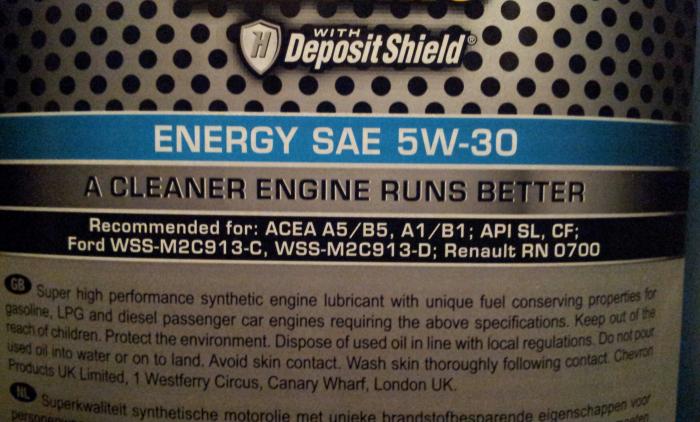 WITH
H DepositShield®
ENERGY SAE 5W-30
A CLEANER ENGINE RUNS BETTER
Recommended for: ACEA A5/B5, A1/B1; API SL, CF;
Ford WSS-M2C913-C, WSS-M2C913-D; Renault RN 0700
GB Super high performance synthetic engine lubricant with unique fuel conserving properties for
gasoline, LPG and diesel passenger car engines requiring the above specifications. Keep out of the
reach of children. Protect the environment. Dispose of used oil in line with local regulations. Do not pour
used oil into water or on to land. Avoid skin contact. Wash skin thoroughly following contact. Chevron
Products UK Limited, 1 Westferry Circus, Canary Wharf, London UK.
NL Superkwaliteit synthetische motorolie met unieke brandstofbesparende eigenschappen voor